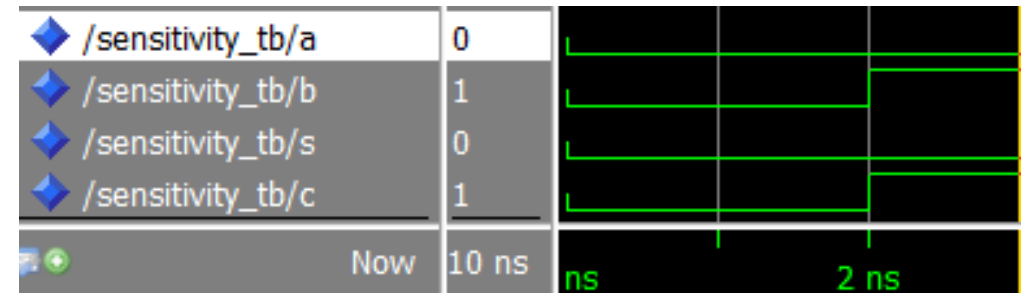 /sensitivity_tb/a 0
/sensitivity_tb/b 1
/sensitivity_tb/s 0
/sensitivity_tb/c 1
Now 10 ns ns 2 ns